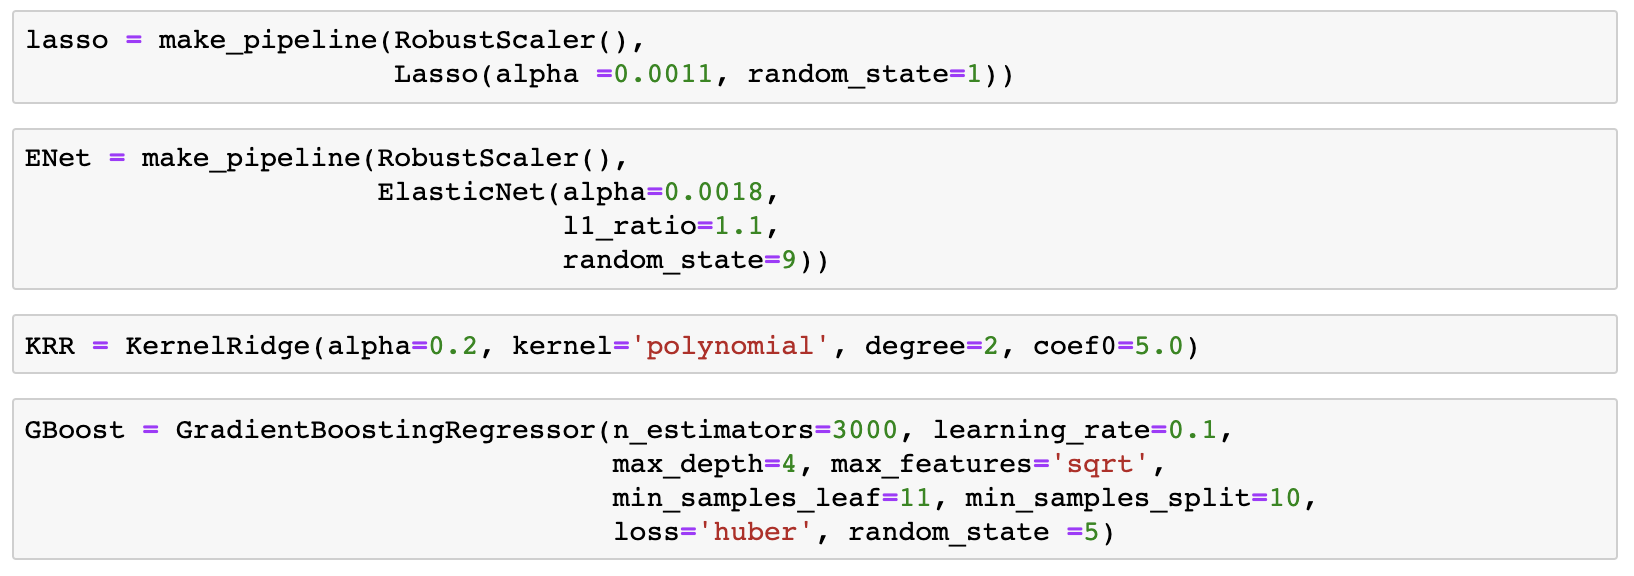 lasso = make_pipeline(RobustScaler(),
                      Lasso(alpha =0.0011, random_state=1))
ENet = make_pipeline(RobustScaler(),
                     ElasticNet(alpha=0.0018,
                                l1_ratio=1.1,
                                random_state=9))
KRR = KernelRidge(alpha=0.2, kernel='polynomial', degree=2, coef0=5.0)
GBoost = GradientBoostingRegressor(n_estimators=3000, learning_rate=0.1,
                                   max_depth=4, max_features='sqrt',
                                   min_samples_leaf=11, min_samples_split=10,
                                   loss='huber', random_state =5)